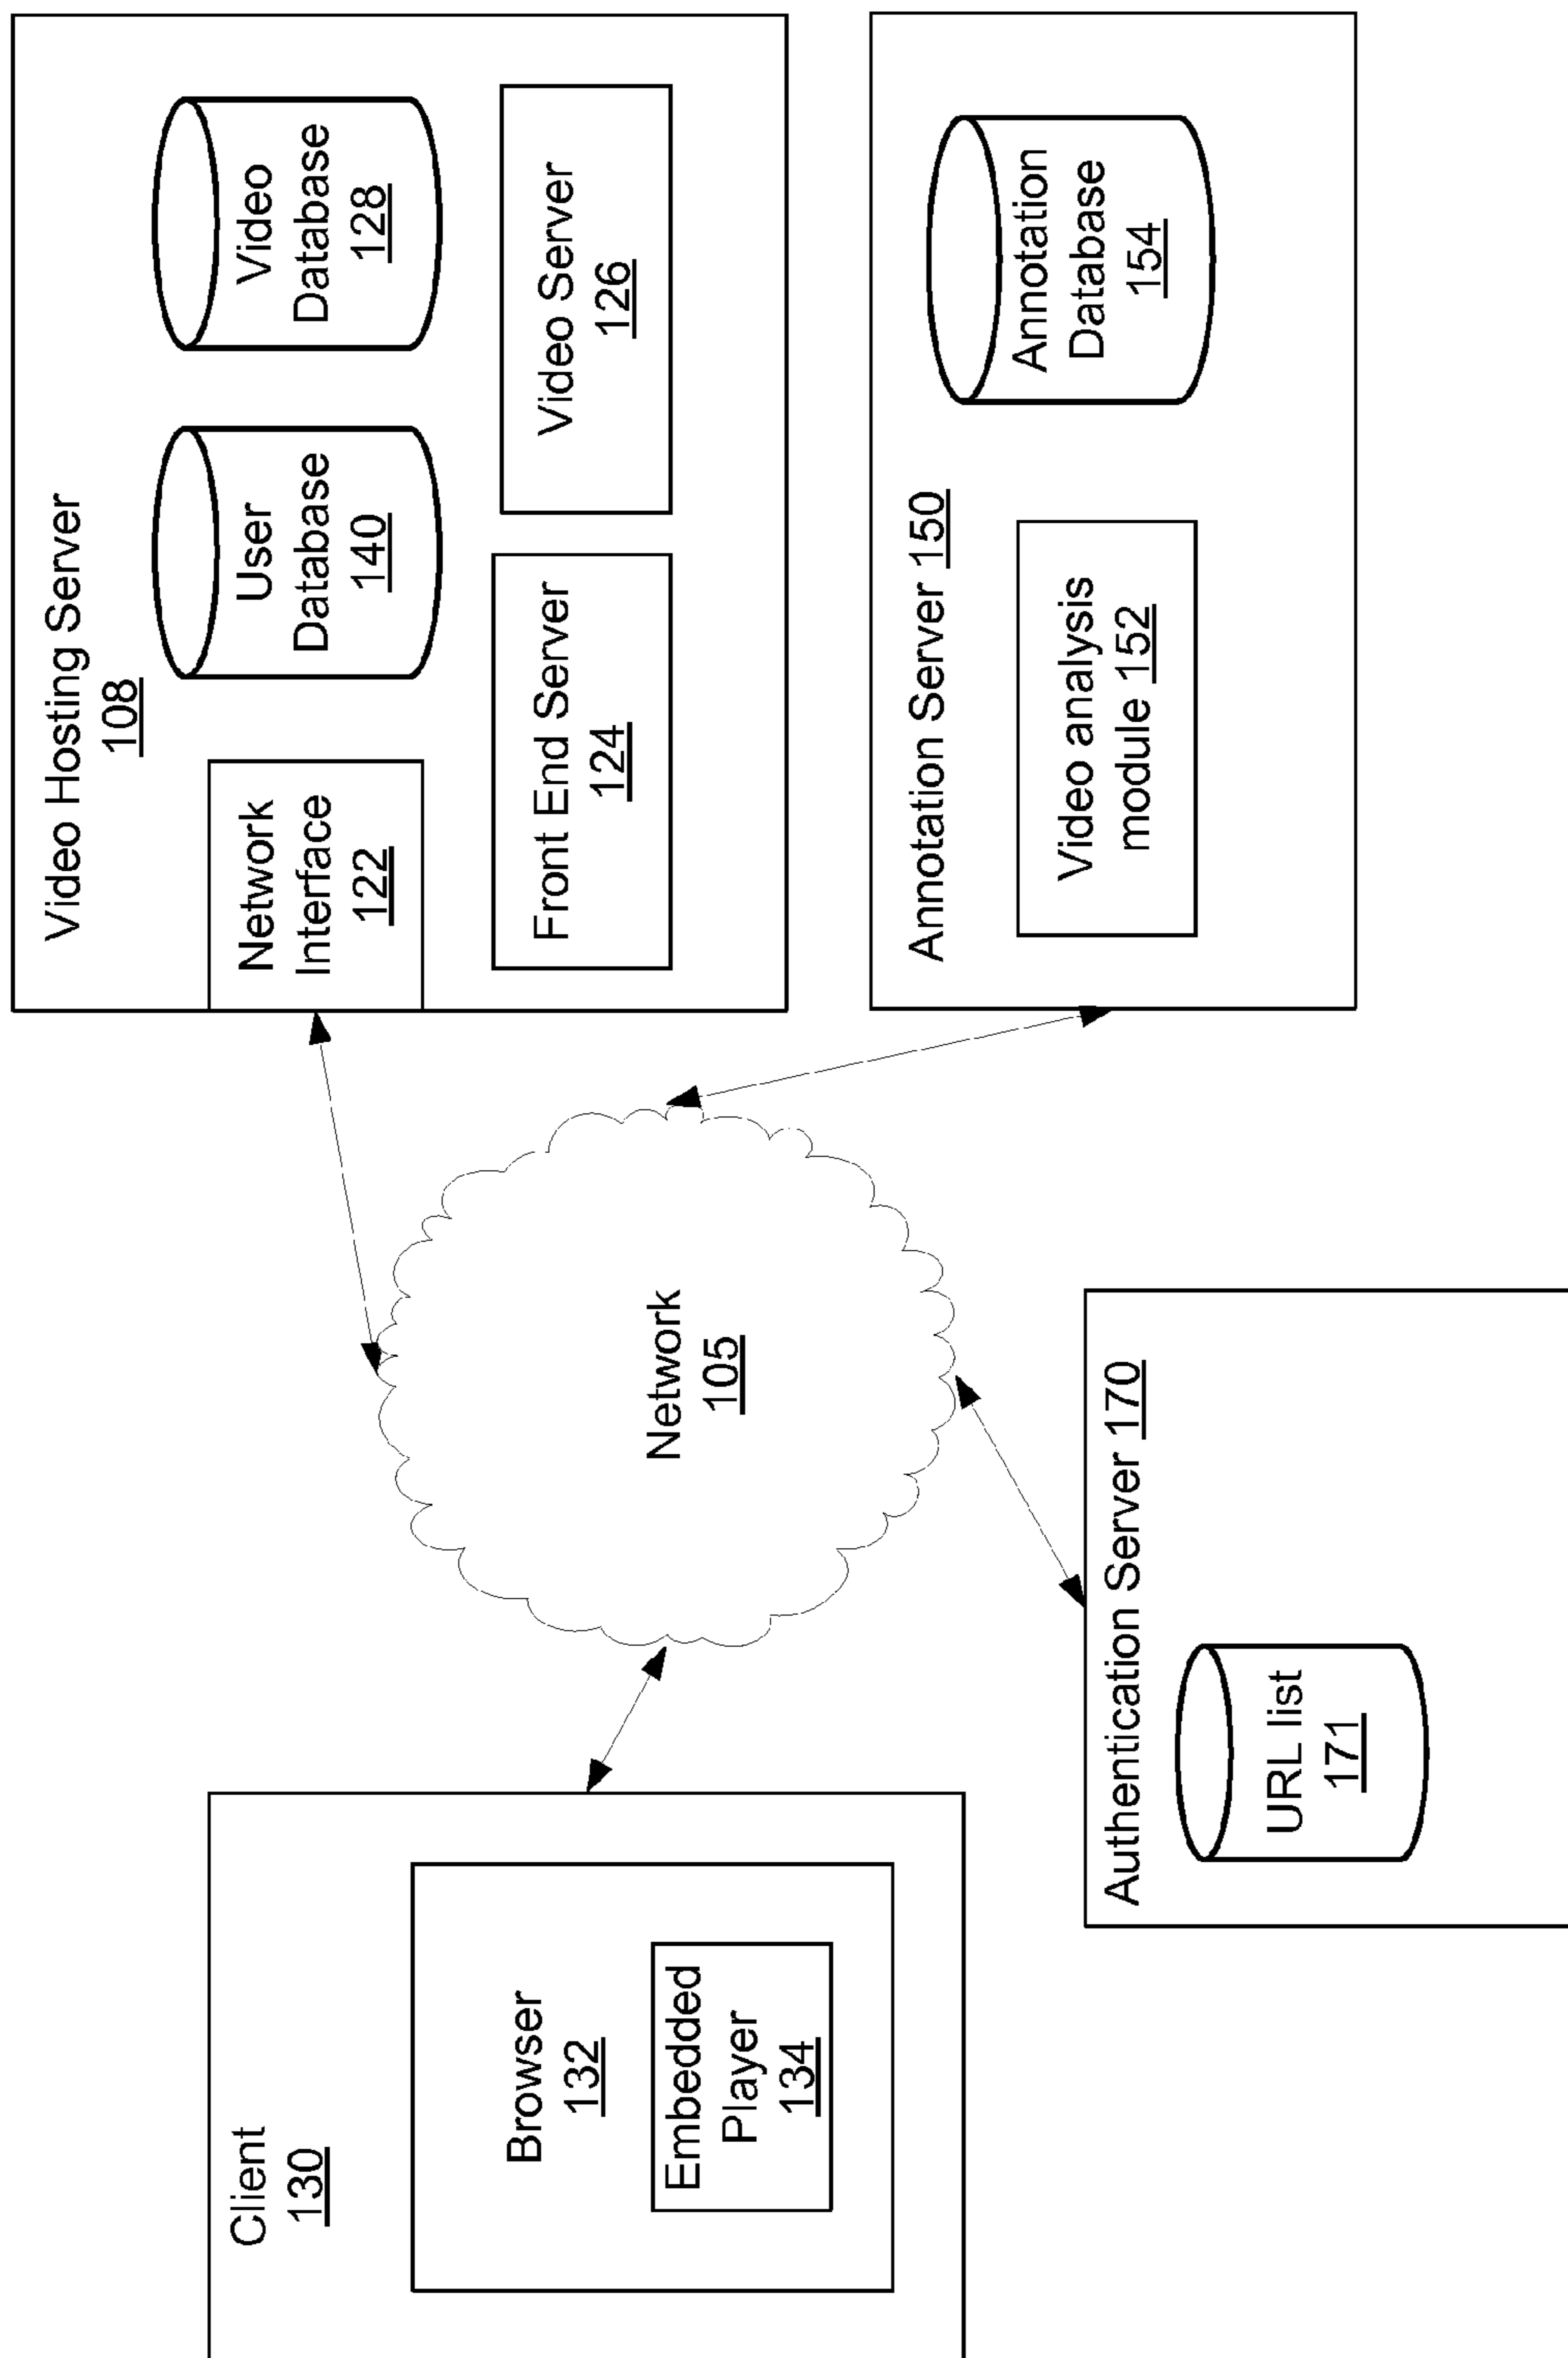 Client
130
Browser
132
Embedded
Player
134
Network
105
Authentication Server 170
URL list
171
Video Hosting Server
108
Network
Interface
122
User
Database
140
Video
Database
128
Front End Server
124
Video Server
126
Annotation Server 150
Video analysis
module 152
Annotation
Database
154